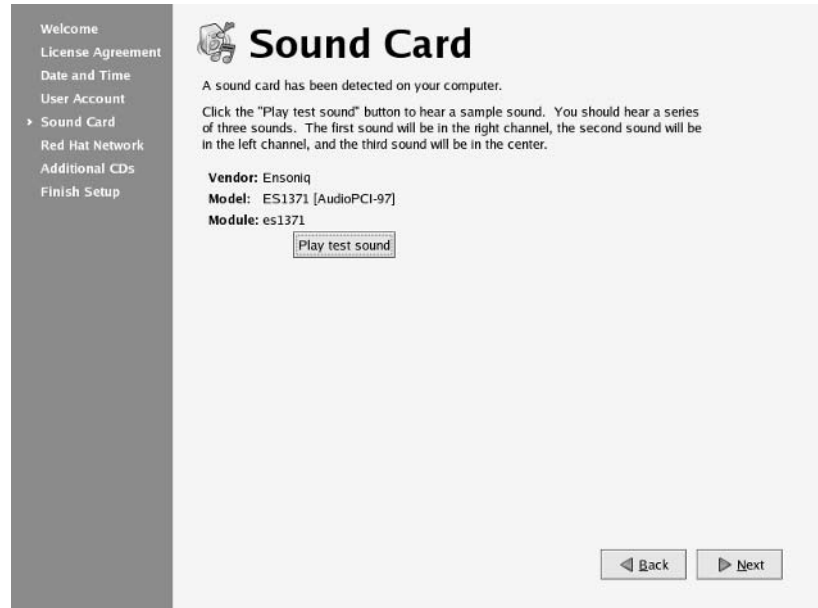 Welcome
License Agreement
Date and Time
User Account
Sound Card
Red Hat Network
Additional CDs
Finish Setup
Sound Card
A sound card has been detected on your computer.
Click the "Play test sound" button to hear a sample sound. You should hear a series
of three sounds. The first sound will be in the right channel, the second sound will be
in the left channel, and the third sound will be in the center.
Vendor: Ensoniq
Model: ES1371 [AudioPCI-97]
Module: es1371
Play test sound
Back
Next